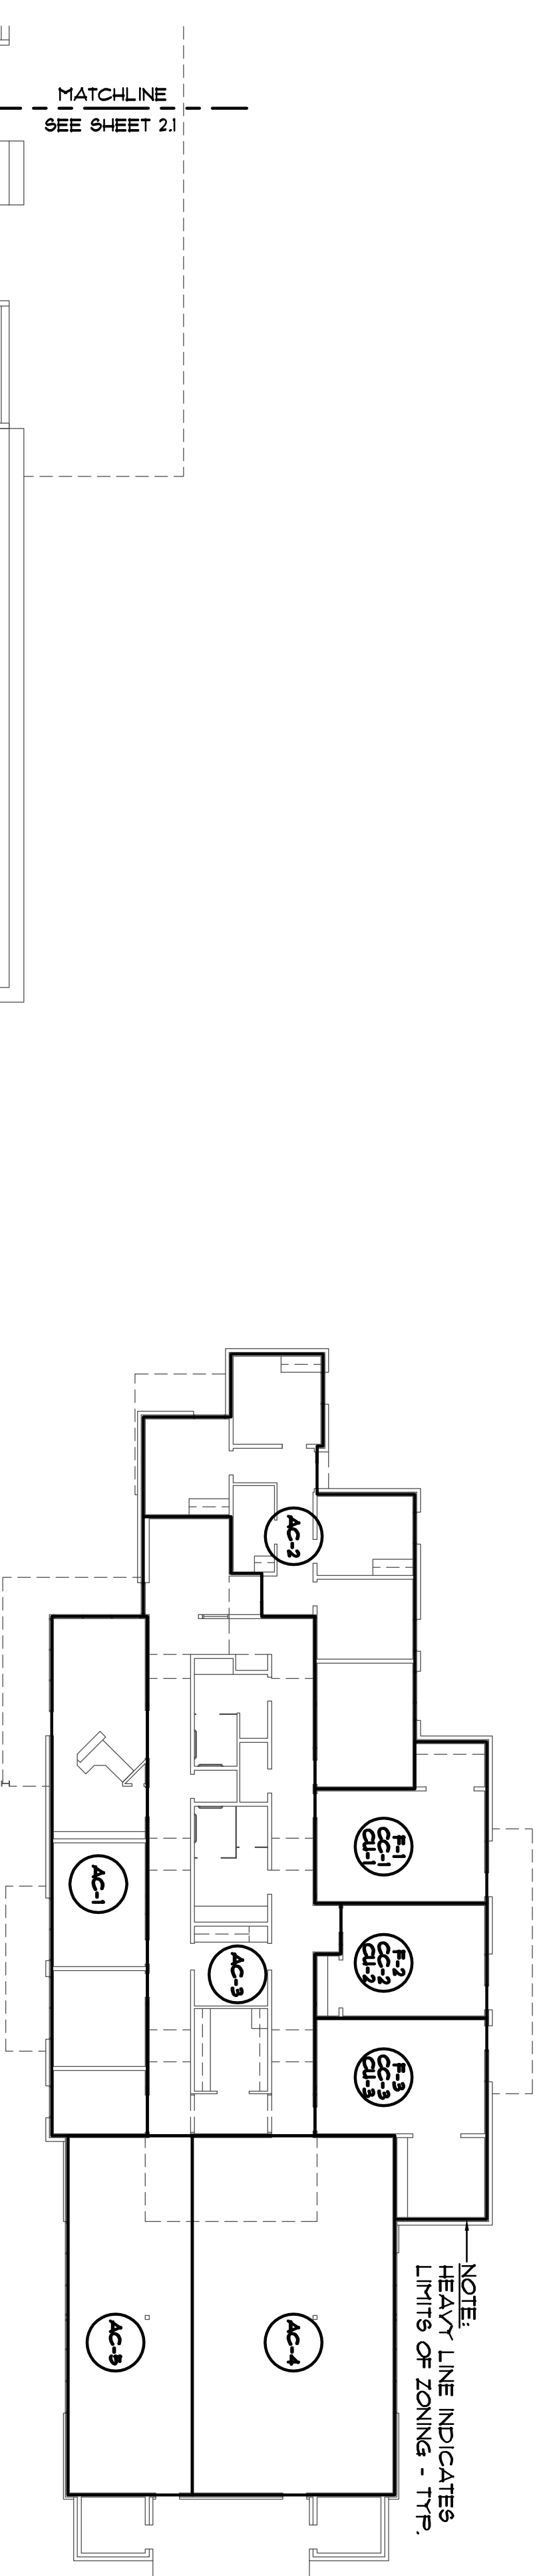 MATCHLINE
SEE SHEET 2.1
AC-2
F-1
CC-1
CU-1
AC-1
F-2
CC-2
CU-2
AC-3
F-3
CC-3
CU-3
NOTE:
HEAVY LINE INDICATES
LIMITS OF ZONING - TYP.
AC-5
AC-4